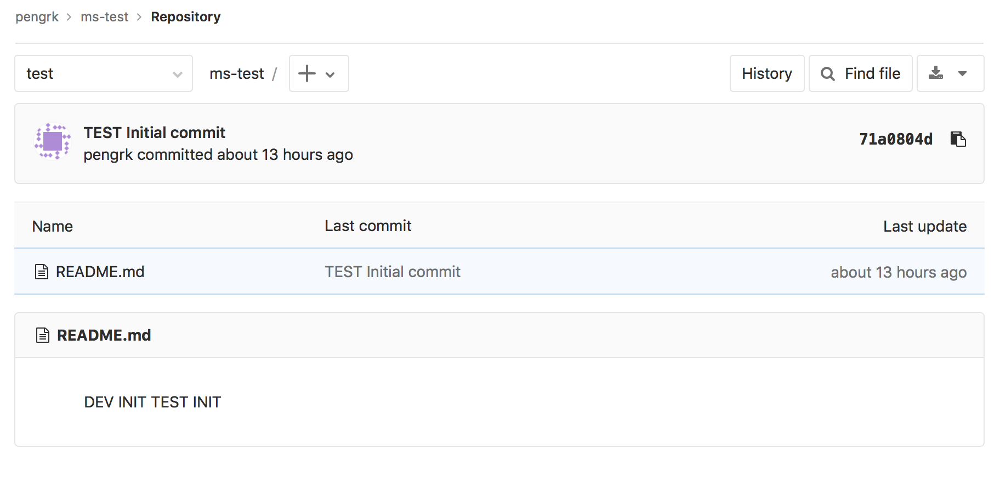 pengrk > ms-test > Repository
test ms-test / + History Find file
TEST Initial commit
pengrk committed about 13 hours ago
71a0804d
Name Last commit Last update
README.md TEST Initial commit about 13 hours ago
README.md
DEV INIT TEST INIT